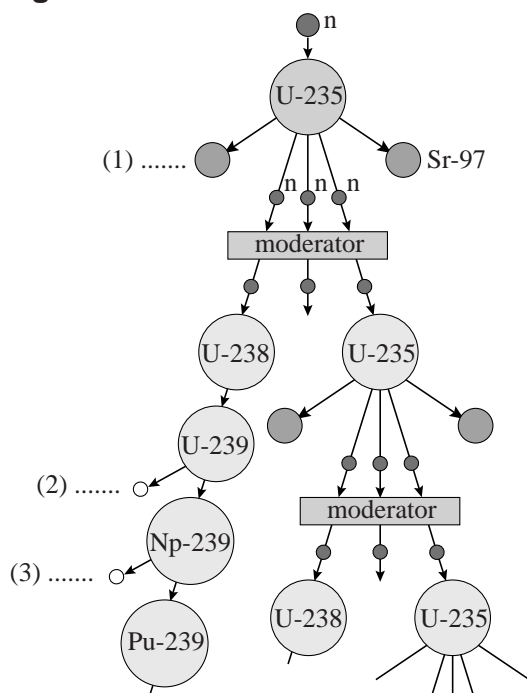 n
U-235
(1) .......
Sr-97
n n n
moderator
U-238 U-235
U-239
(2) .......
moderator
Np-239
(3) .......
U-238 U-235
Pu-239